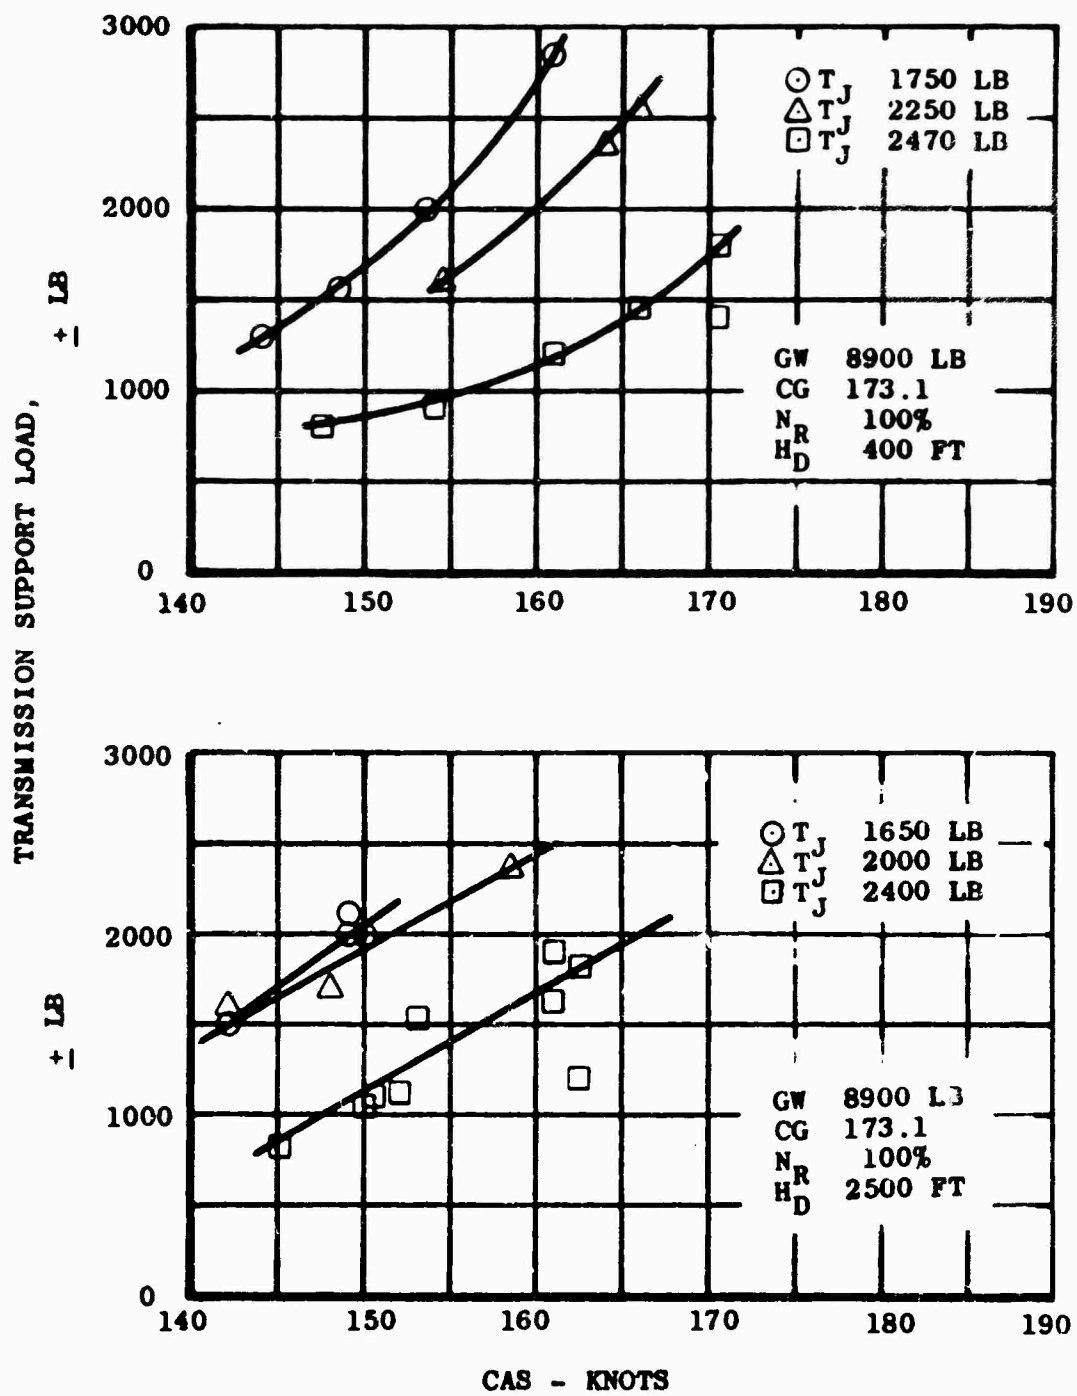 TRANSMISSION SUPPORT LOAD,
± LB
3000
2000
1000
0
140 150 160 170 180 190
⊙ T_J 1750 LB
△ T_J 2250 LB
⊡ T_J 2470 LB
GW 8900 LB
CG 173.1
N_R 100%
H_D 400 FT
± LB
3000
2000
1000
0
140 150 160 170 180 190
⊙ T_J 1650 LB
△ T_J 2000 LB
⊡ T_J 2400 LB
GW 8900 LB
CG 173.1
N_R 100%
H_D 2500 FT
CAS - KNOTS